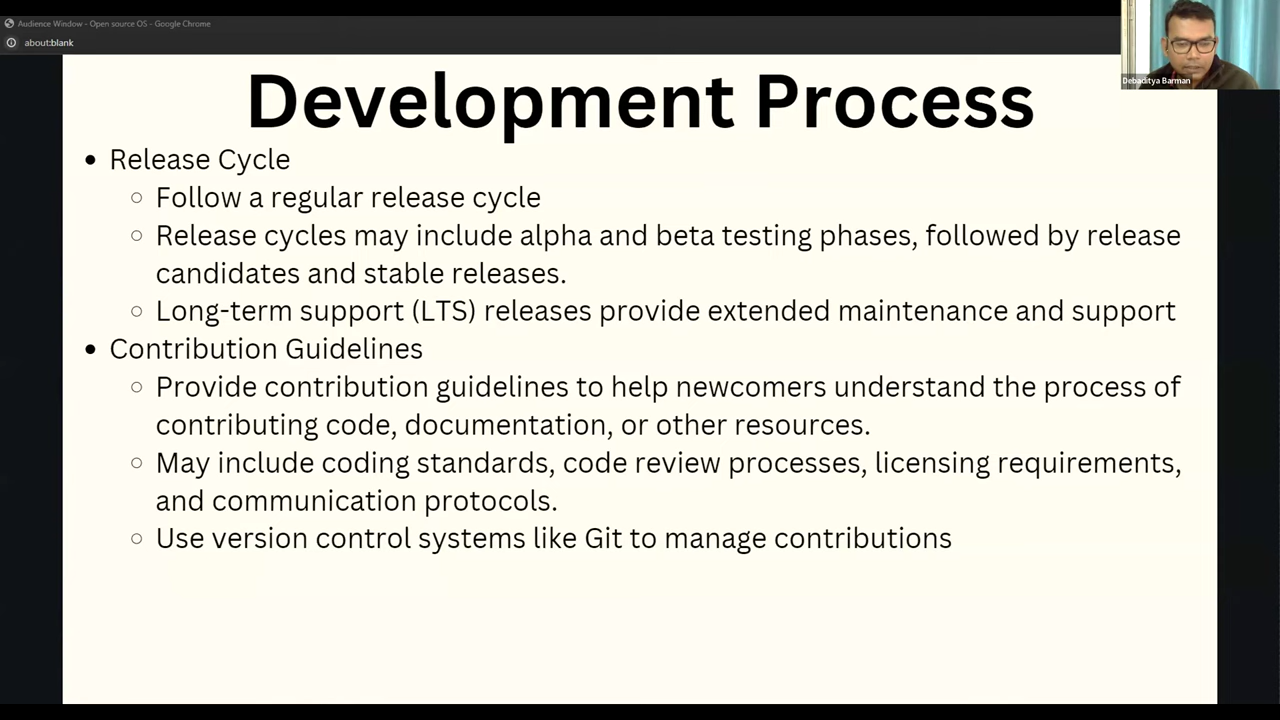 Audience Window - Open source OS - Google Chrome
about:blank
Debaditya Barman
Development Process
• Release Cycle
○ Follow a regular release cycle
○ Release cycles may include alpha and beta testing phases, followed by release
candidates and stable releases.
○ Long-term support (LTS) releases provide extended maintenance and support
• Contribution Guidelines
○ Provide contribution guidelines to help newcomers understand the process of
contributing code, documentation, or other resources.
○ May include coding standards, code review processes, licensing requirements,
and communication protocols.
○ Use version control systems like Git to manage contributions